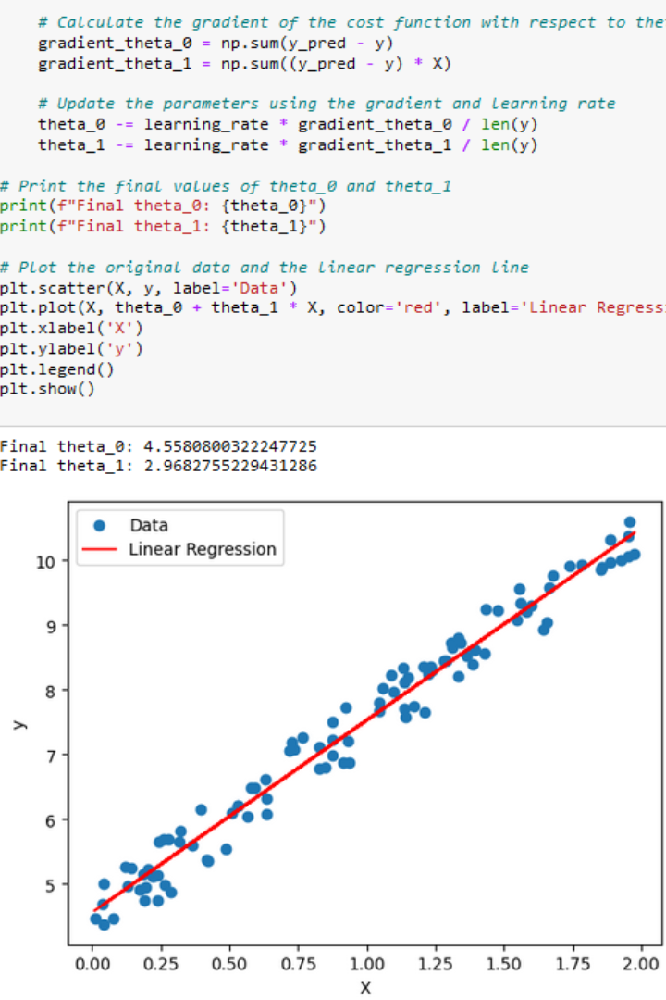 # Calculate the gradient of the cost function with respect to the
gradient_theta_0 = np.sum(y_pred - y)
gradient_theta_1 = np.sum((y_pred - y) * X)
# Update the parameters using the gradient and learning rate
theta_0 -= learning_rate * gradient_theta_0 / len(y)
theta_1 -= learning_rate * gradient_theta_1 / len(y)
# Print the final values of theta_0 and theta_1
print(f"Final theta_0: {theta_0}")
print(f"Final theta_1: {theta_1}")
# Plot the original data and the linear regression line
plt.scatter(X, y, label='Data')
plt.plot(X, theta_0 + theta_1 * X, color='red', label='Linear Regress
plt.xlabel('X')
plt.ylabel('y')
plt.legend()
plt.show()
Final theta_0: 4.5580800322247725
Final theta_1: 2.9682755229431286
Data
Linear Regression
10
9
8
7
6
5
y
0.00 0.25 0.50 0.75 1.00 1.25 1.50 1.75 2.00
X